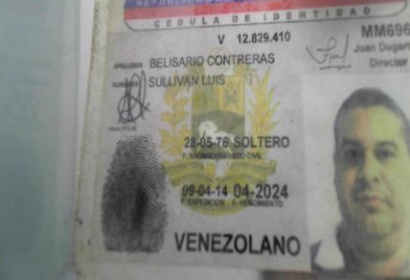 CEDULA DE IDENTIDAD
V 12.829.410
MM696
Juan Dugar
Director
APELLIDOS BELISARIO CONTRERAS
NOMBRES SULLIVAN LUIS
28-05-76 SOLTERO
F. NACIMIENTO EDO CIVIL
09-04-14 04-2024
F. EXPEDICION F. VENCIMIENTO
VENEZOLANO